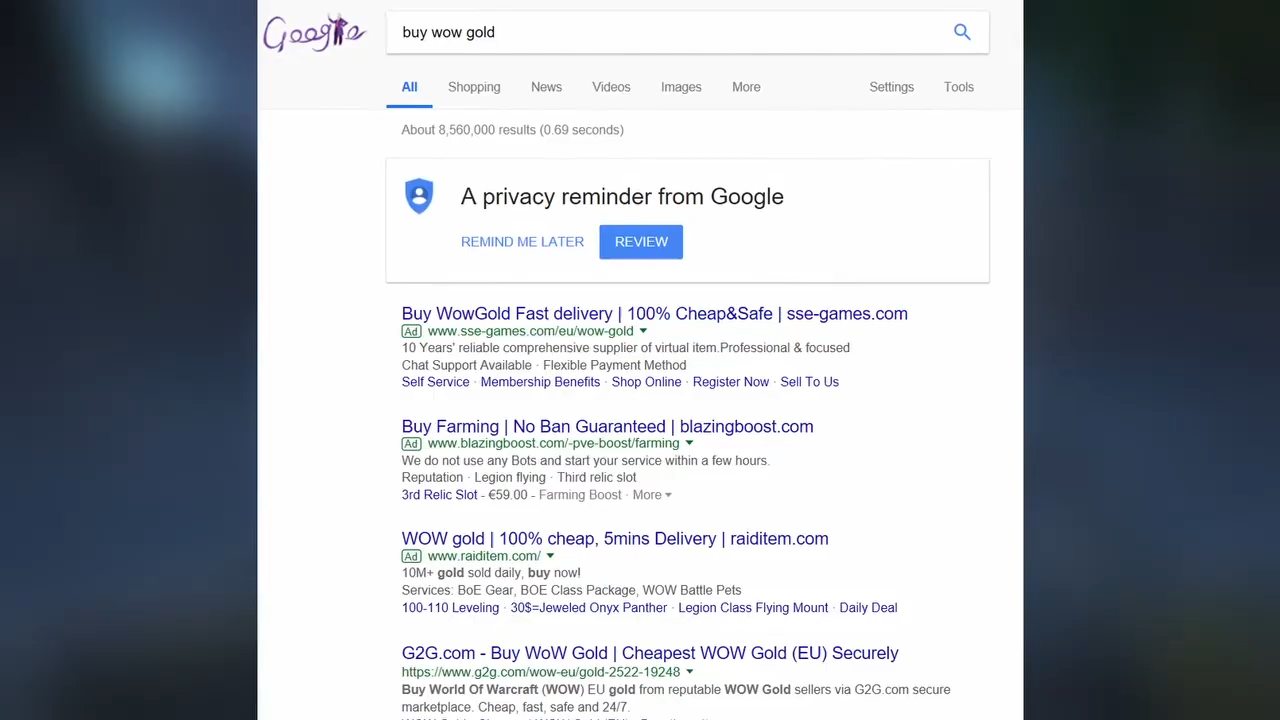 Google
buy wow gold
All Shopping News Videos Images More Settings Tools
About 8,560,000 results (0.69 seconds)
A privacy reminder from Google
REMIND ME LATER REVIEW
Buy WowGold Fast delivery | 100% Cheap&Safe | sse-games.com
Ad www.sse-games.com/eu/wow-gold
10 Years' reliable comprehensive supplier of virtual item.Professional & focused
Chat Support Available · Flexible Payment Method
Self Service · Membership Benefits · Shop Online · Register Now · Sell To Us
Buy Farming | No Ban Guaranteed | blazingboost.com
Ad www.blazingboost.com/-pve-boost/farming
We do not use any Bots and start your service within a few hours.
Reputation · Legion flying · Third relic slot
3rd Relic Slot - €59.00 - Farming Boost · More
WOW gold | 100% cheap, 5mins Delivery | raiditem.com
Ad www.raiditem.com/
10M+ gold sold daily, buy now!
Services: BoE Gear, BOE Class Package, WOW Battle Pets
100-110 Leveling · 30$=Jeweled Onyx Panther · Legion Class Flying Mount · Daily Deal
G2G.com - Buy WoW Gold | Cheapest WOW Gold (EU) Securely
https://www.g2g.com/wow-eu/gold-2522-19248
Buy World Of Warcraft (WOW) EU gold from reputable WOW Gold sellers via G2G.com secure
marketplace. Cheap, fast, safe and 24/7.